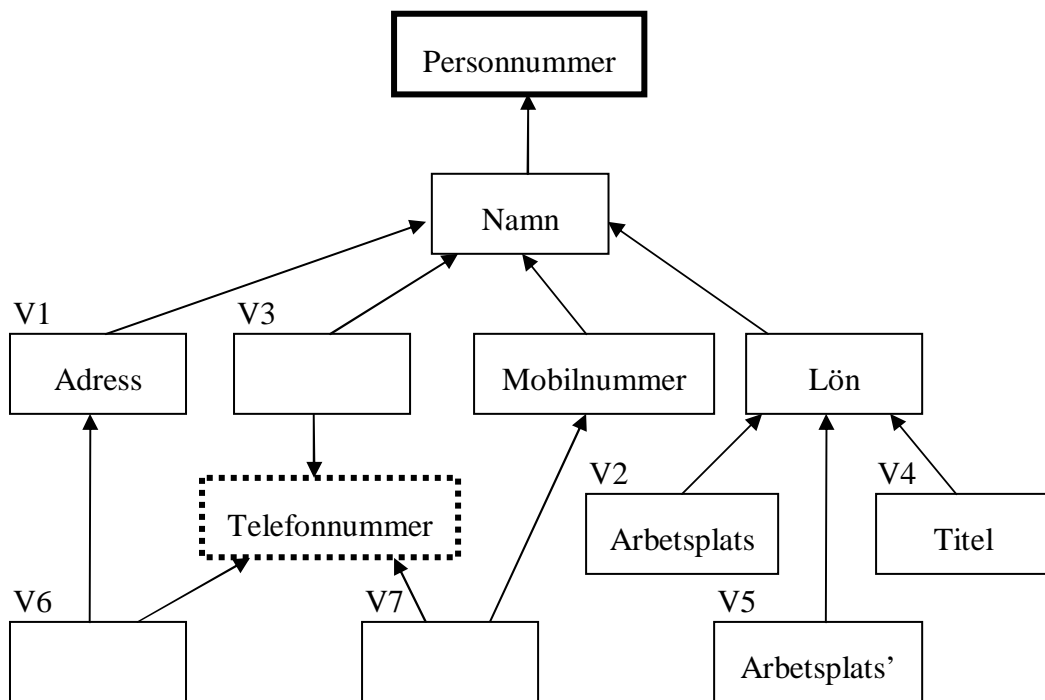 Personnummer
Namn
V1
V3
Adress
Mobilnummer
Lön
V2
V4
Telefonnummer
Arbetsplats
Titel
V6
V7
V5
Arbetsplats’